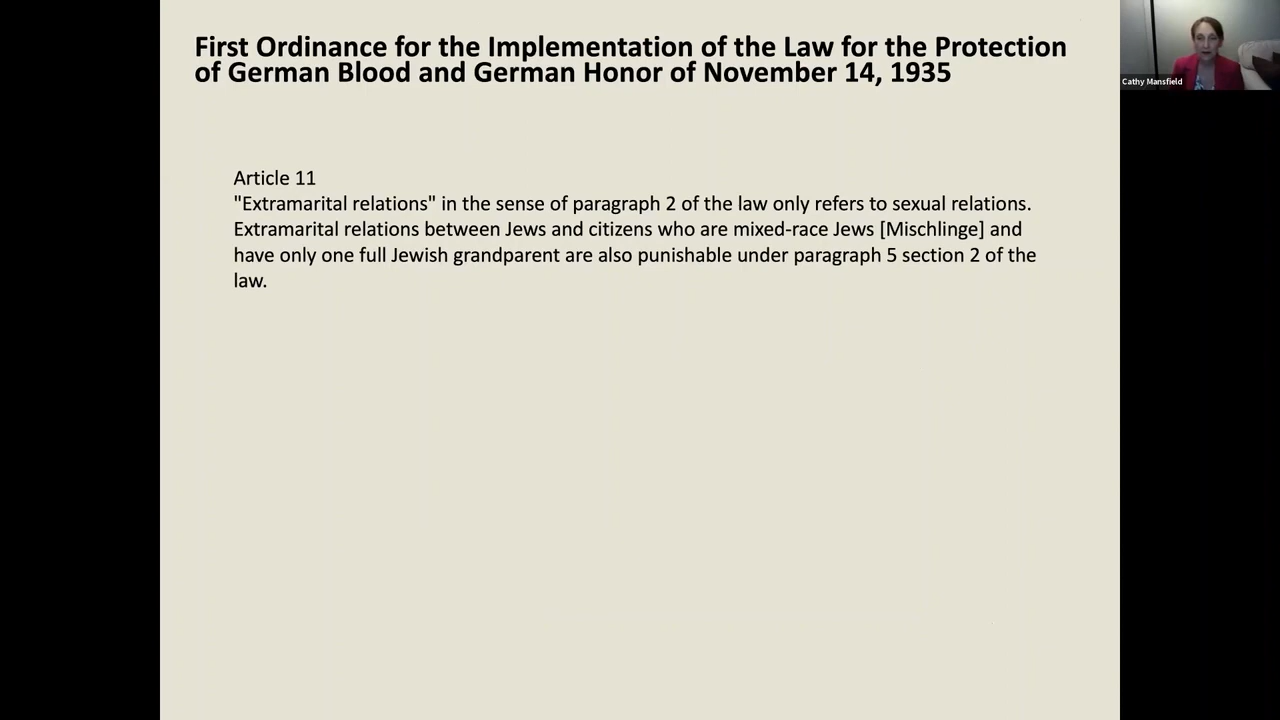 First Ordinance for the Implementation of the Law for the Protection
of German Blood and German Honor of November 14, 1935
Cathy Mansfield
Article 11
"Extramarital relations" in the sense of paragraph 2 of the law only refers to sexual relations.
Extramarital relations between Jews and citizens who are mixed-race Jews [Mischlinge] and
have only one full Jewish grandparent are also punishable under paragraph 5 section 2 of the
law.